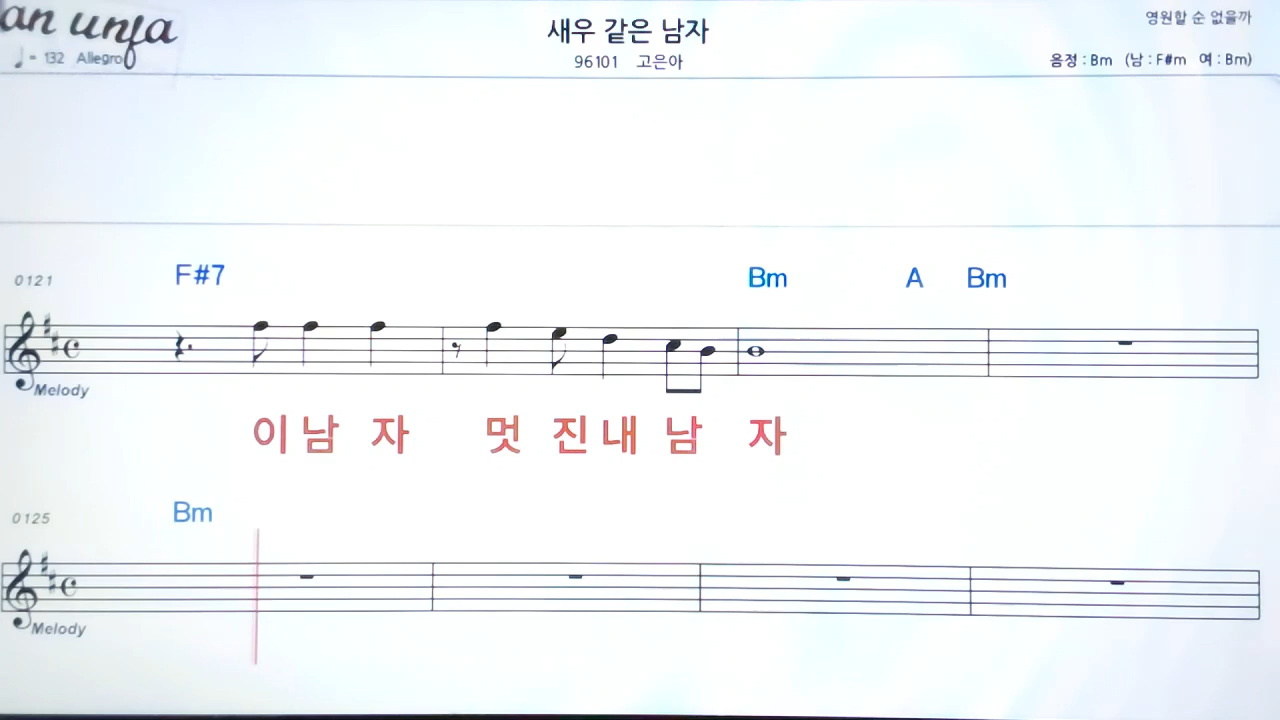 an unja
♩= 132 Allegro
새우 같은 남자
96101 고은아
영원할 순 없을까
음정 : Bm (남 : F#m 여 : Bm)
0121 F#7 Bm A Bm
Melody
이 남 자 멋 진 내 남 자
0125 Bm
Melody